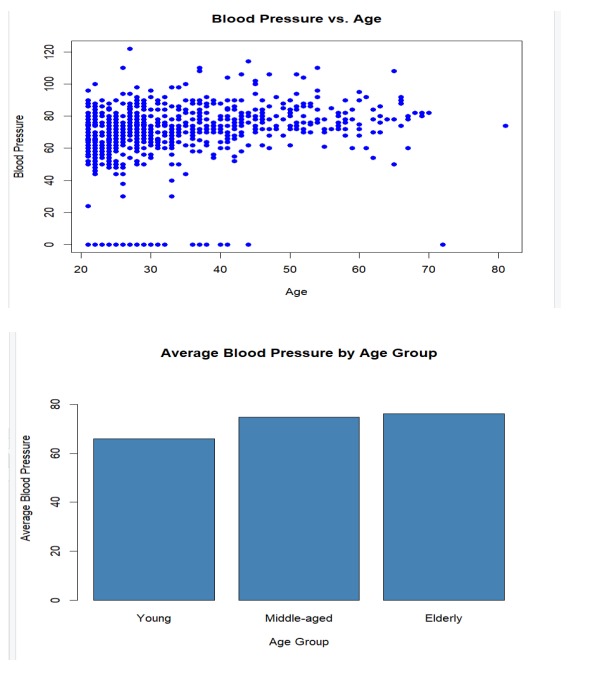 Blood Pressure vs. Age
120
100
80
60
40
20
0
Blood Pressure
20 30 40 50 60 70 80
Age
Average Blood Pressure by Age Group
80
60
40
20
0
Average Blood Pressure
Young Middle-aged Elderly
Age Group